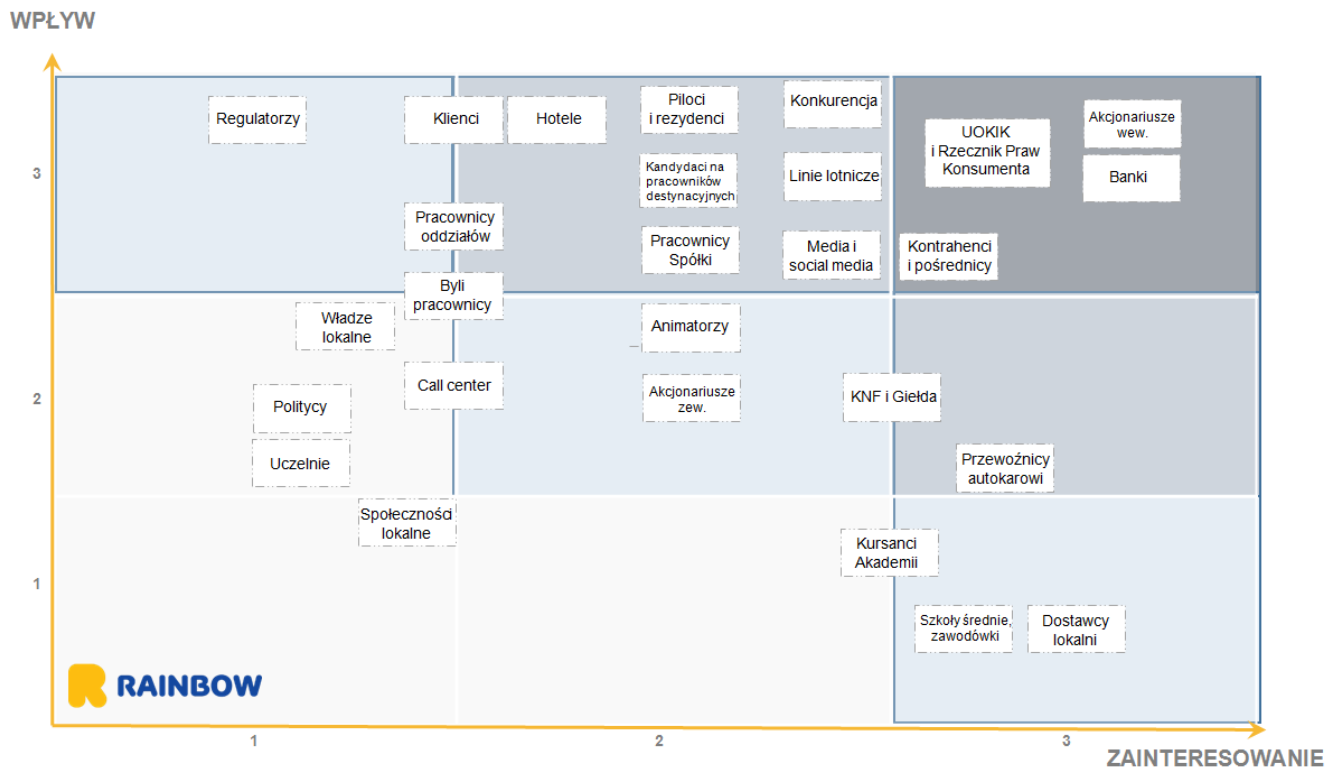 WPŁYW
Regulatorzy
Klienci
Hotele
Piloci
i rezydenci
Konkurencja
UOKIK
i Rzecznik Praw
Konsumenta
Akcjonariusze
wew.
3
Kandydaci na
pracowników
destynacyjnych
Linie lotnicze
Banki
Pracownicy
oddziałów
Pracownicy
Spółki
Media i
social media
Kontrahenci
i pośrednicy
Byli
pracownicy
Władze
lokalne
Animatorzy
2
Call center
Akcjonariusze
zew.
KNF i Giełda
Politycy
Uczelnie
Przewoźnicy
autokarowi
Społeczności
lokalne
Kursanci
Akademii
1
Szkoły średnie,
zawodówki
Dostawcy
lokalni
RAINBOW
1
2
3
ZAINTERESOWANIE